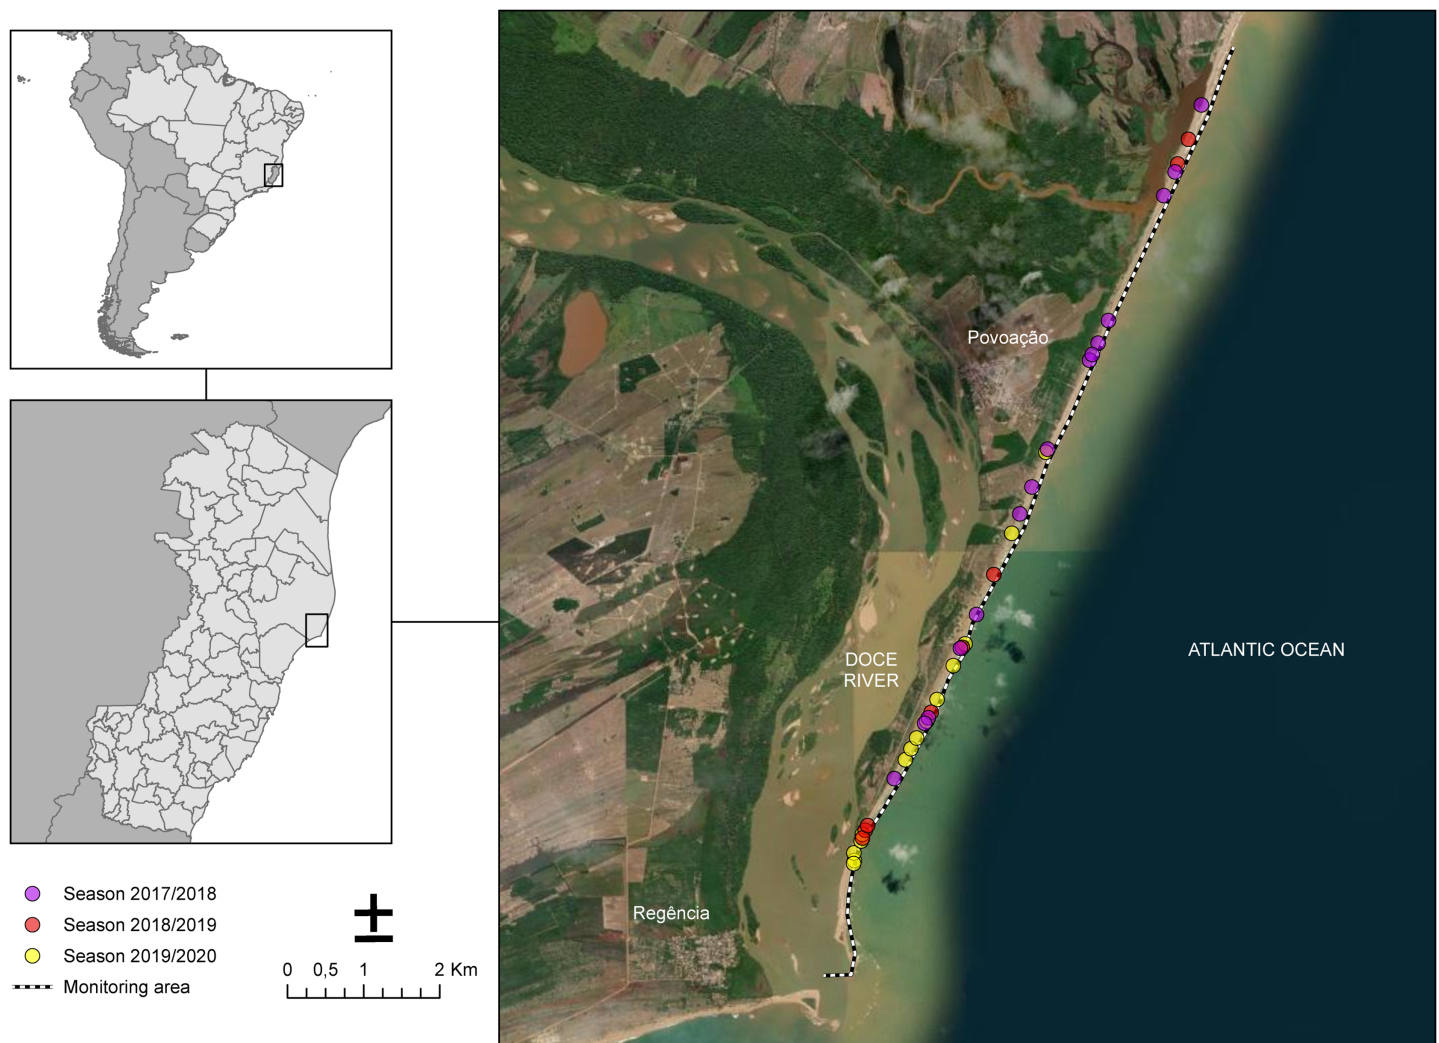 Povoação
DOCE
RIVER
ATLANTIC OCEAN
Regência
Season 2017/2018
Season 2018/2019
Season 2019/2020
Monitoring area
0 0,5 1 2 Km